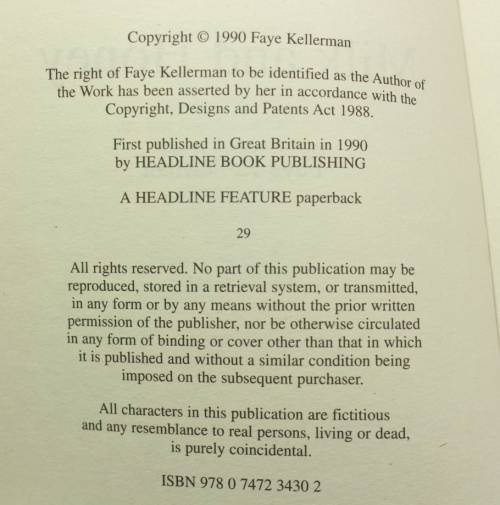 Copyright © 1990 Faye Kellerman
The right of Faye Kellerman to be identified as the Author of
the Work has been asserted by her in accordance with the
Copyright, Designs and Patents Act 1988.
First published in Great Britain in 1990
by HEADLINE BOOK PUBLISHING
A HEADLINE FEATURE paperback
29
All rights reserved. No part of this publication may be
reproduced, stored in a retrieval system, or transmitted,
in any form or by any means without the prior written
permission of the publisher, nor be otherwise circulated
in any form of binding or cover other than that in which
it is published and without a similar condition being
imposed on the subsequent purchaser.
All characters in this publication are fictitious
and any resemblance to real persons, living or dead,
is purely coincidental.
ISBN 978 0 7472 3430 2